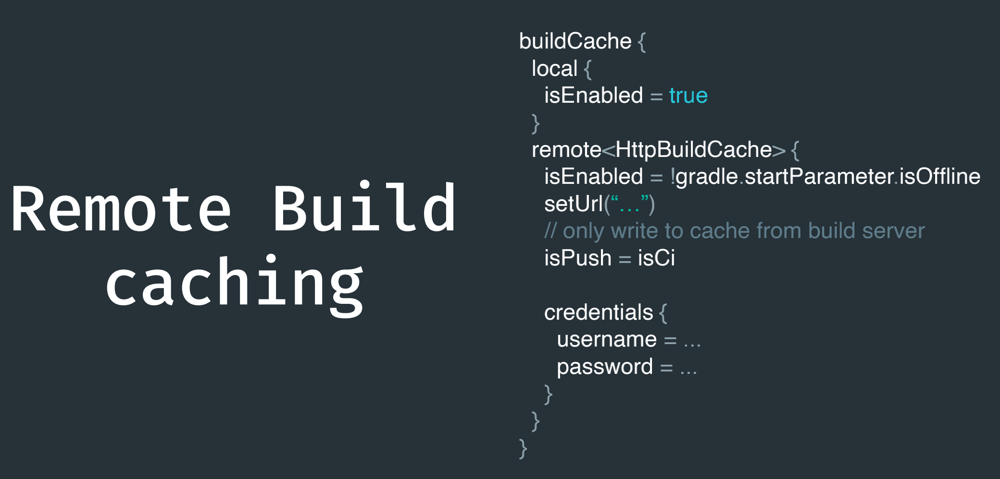 Remote Build
caching
buildCache {
local {
isEnabled = true
}
remote<HttpBuildCache> {
isEnabled = !gradle.startParameter.isOffline
setUrl(“…”)
// only write to cache from build server
isPush = isCi
credentials {
username = ...
password = ...
}
}
}